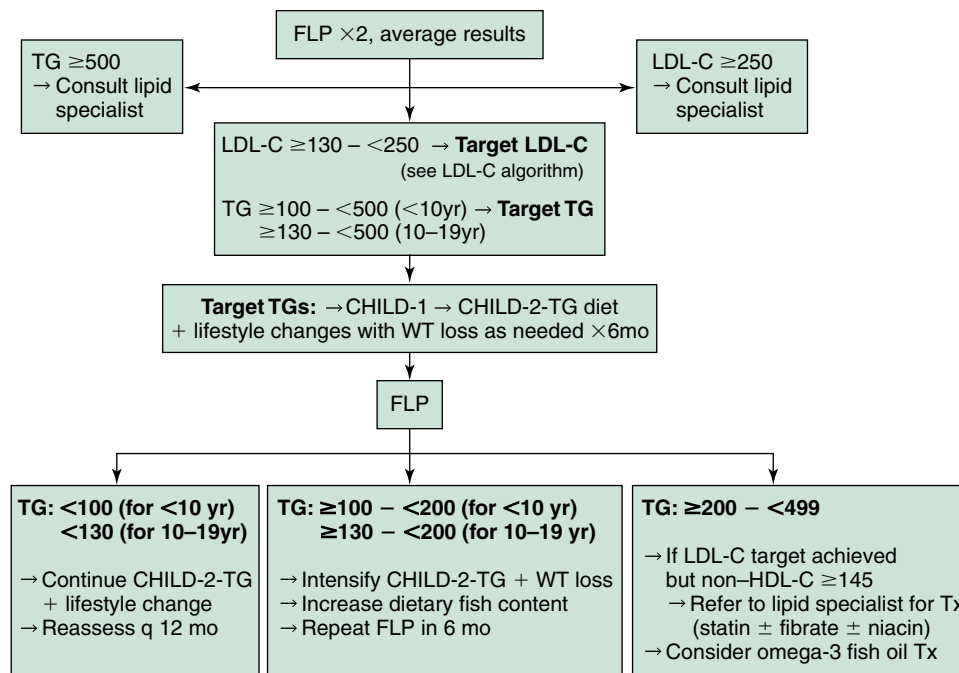 FLP ×2, average results
TG ≥500
→ Consult lipid
specialist
LDL-C ≥250
→ Consult lipid
specialist
LDL-C ≥130 – <250 → Target LDL-C
(see LDL-C algorithm)
TG ≥100 – <500 (<10yr) → Target TG
≥130 – <500 (10–19yr)
Target TGs: → CHILD-1 → CHILD-2-TG diet
+ lifestyle changes with WT loss as needed ×6mo
FLP
TG: <100 (for <10 yr)
<130 (for 10–19yr)
→ Continue CHILD-2-TG
+ lifestyle change
→ Reassess q 12 mo
TG: ≥100 – <200 (for <10 yr)
≥130 – <200 (for 10–19 yr)
→ Intensify CHILD-2-TG + WT loss
→ Increase dietary fish content
→ Repeat FLP in 6 mo
TG: ≥200 – <499
→ If LDL-C target achieved
but non–HDL-C ≥145
→ Refer to lipid specialist for Tx
(statin ± fibrate ± niacin)
→ Consider omega-3 fish oil Tx